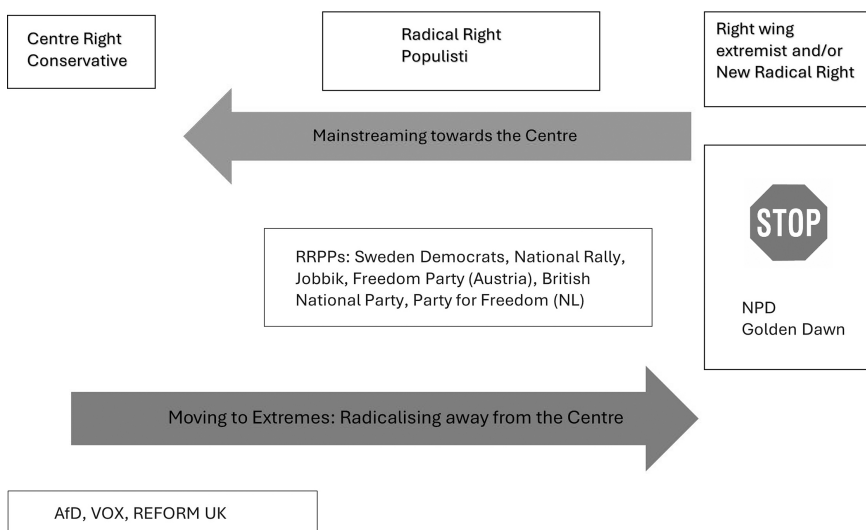 Centre Right
Conservative
Radical Right
Populisti
Right wing
extremist and/or
New Radical Right
Mainstreaming towards the Centre
STOP
RRPPs: Sweden Democrats, National Rally,
Jobbik, Freedom Party (Austria), British
National Party, Party for Freedom (NL)
NPD
Golden Dawn
Moving to Extremes: Radicalising away from the Centre
AfD, VOX, REFORM UK